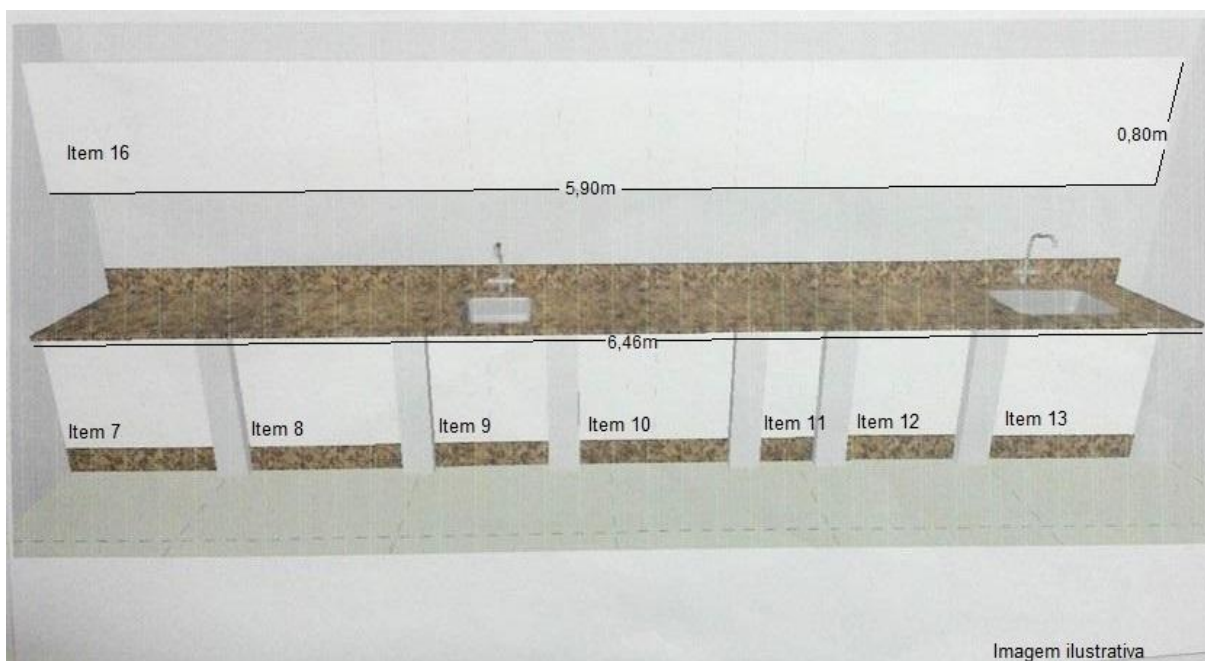 0,80m
Item 16
5,90m
6,46m
Item 7
Item 8
Item 9
Item 10
Item 11
Item 12
Item 13
Imagem ilustrativa